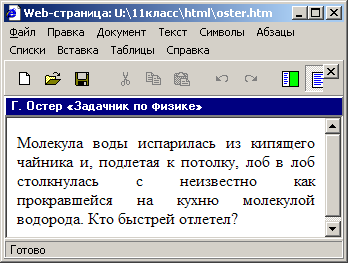 Web-страница: U:\11класс\html\oster.htm
Файл Правка Документ Текст Символы Абзацы
Списки Вставка Таблицы Справка
Г. Остер «Задачник по физике»
Молекула воды испарилась из кипящего
чайника и, подлетая к потолку, лоб в лоб
столкнулась с неизвестно как
прокравшейся на кухню молекулой
водорода. Кто быстрей отлетел?
Готово